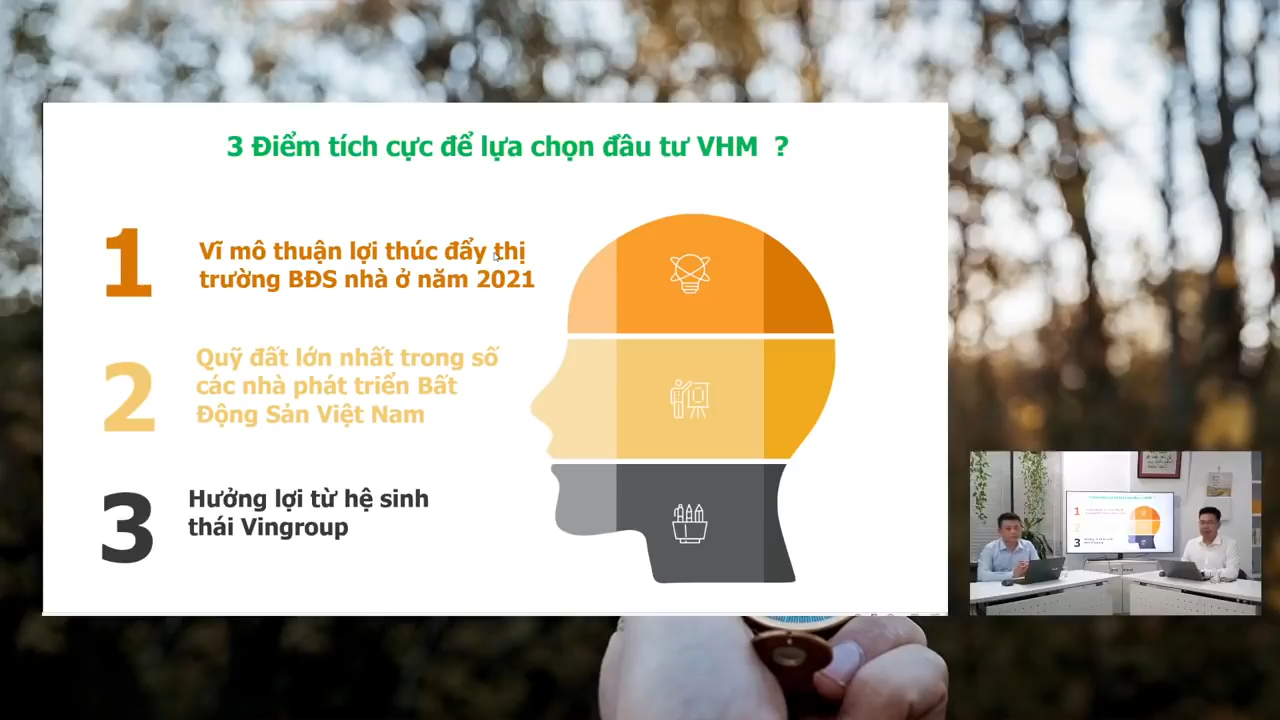 3 Điểm tích cực để lựa chọn đầu tư VHM ?
1
Vĩ mô thuận lợi thúc đẩy thị
trường BĐS nhà ở năm 2021
2
Quỹ đất lớn nhất trong số
các nhà phát triển Bất
Động Sản Việt Nam
3
Hưởng lợi từ hệ sinh
thái Vingroup